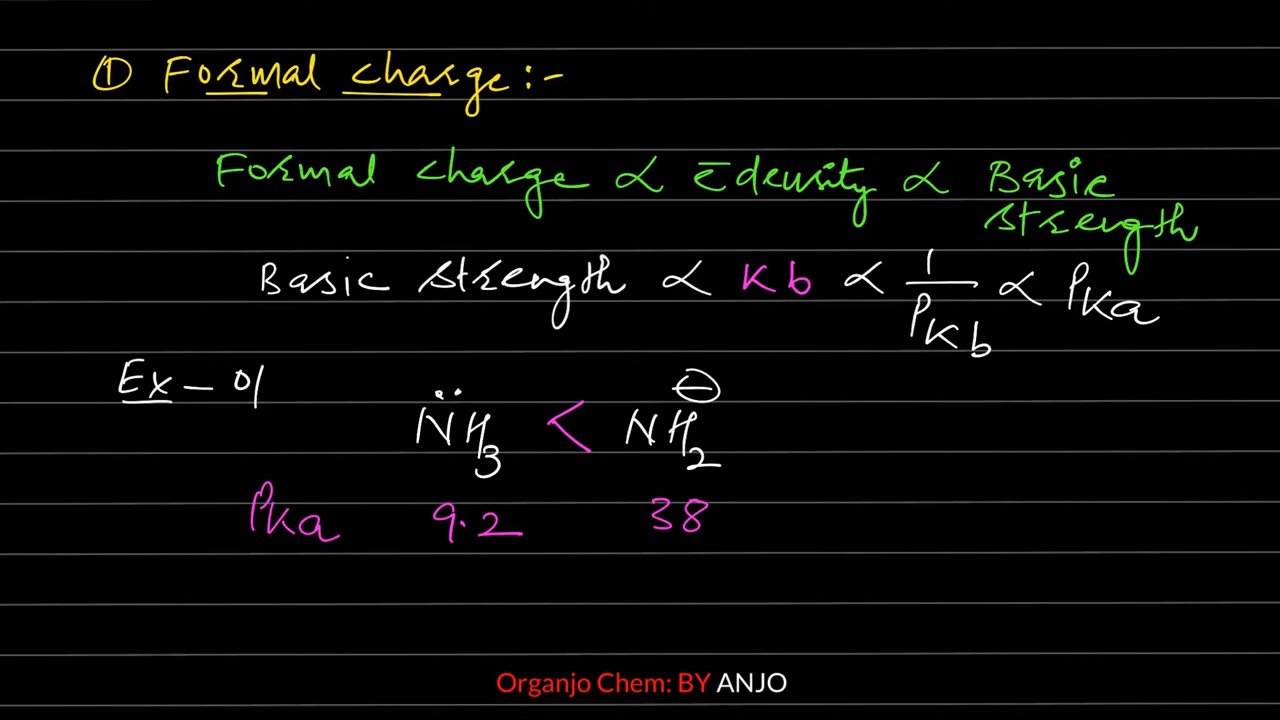 ① Formal charge :-
Formal charge ∝ e̅ density ∝ Basic strength
Basic strength ∝ Kb ∝ 1/PKb ∝ PKa
Ex – 01
N̈H₃ < NH₂⊖
PKa 9.2 38
Organjo Chem: BY ANJO